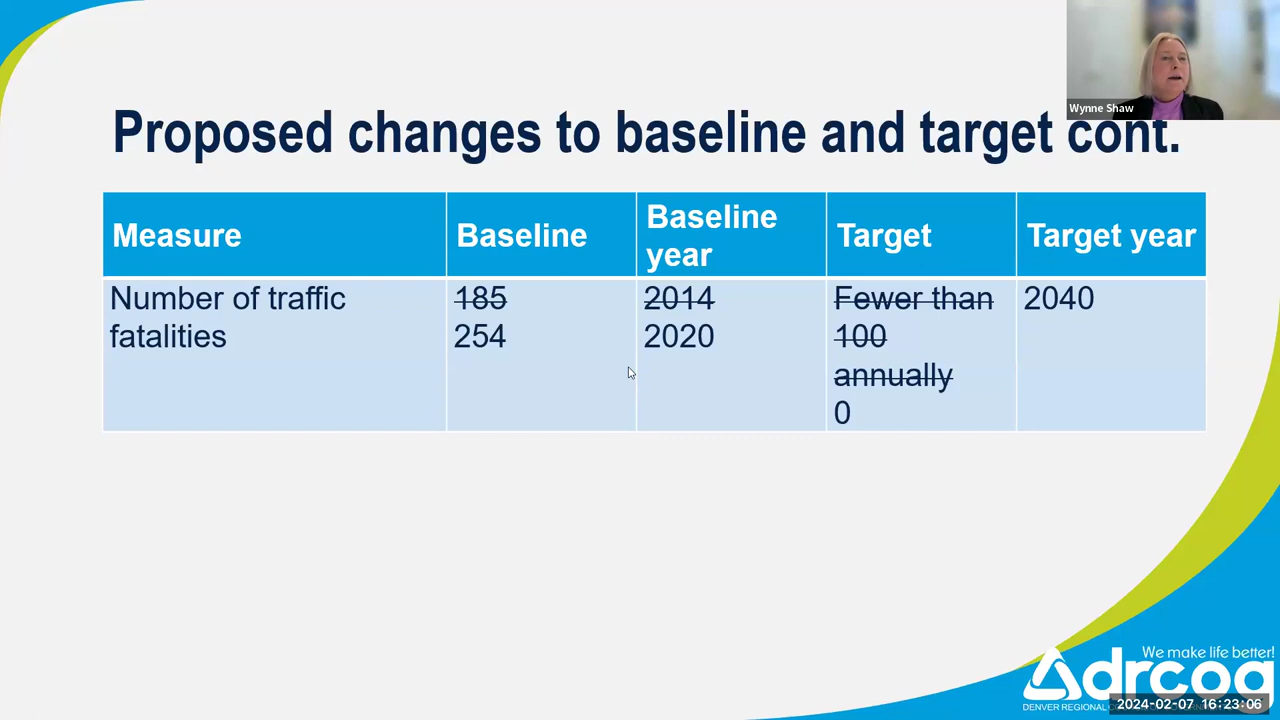 Wynne Shaw
Proposed changes to baseline and target cont.
Measure
Baseline
Baseline
year
Target
Target year
Number of traffic
fatalities
185
254
2014
2020
Fewer than
100
annually
0
2040
We make life better!
drcog
DENVER REGIONAL
2024-02-07 16:23:06